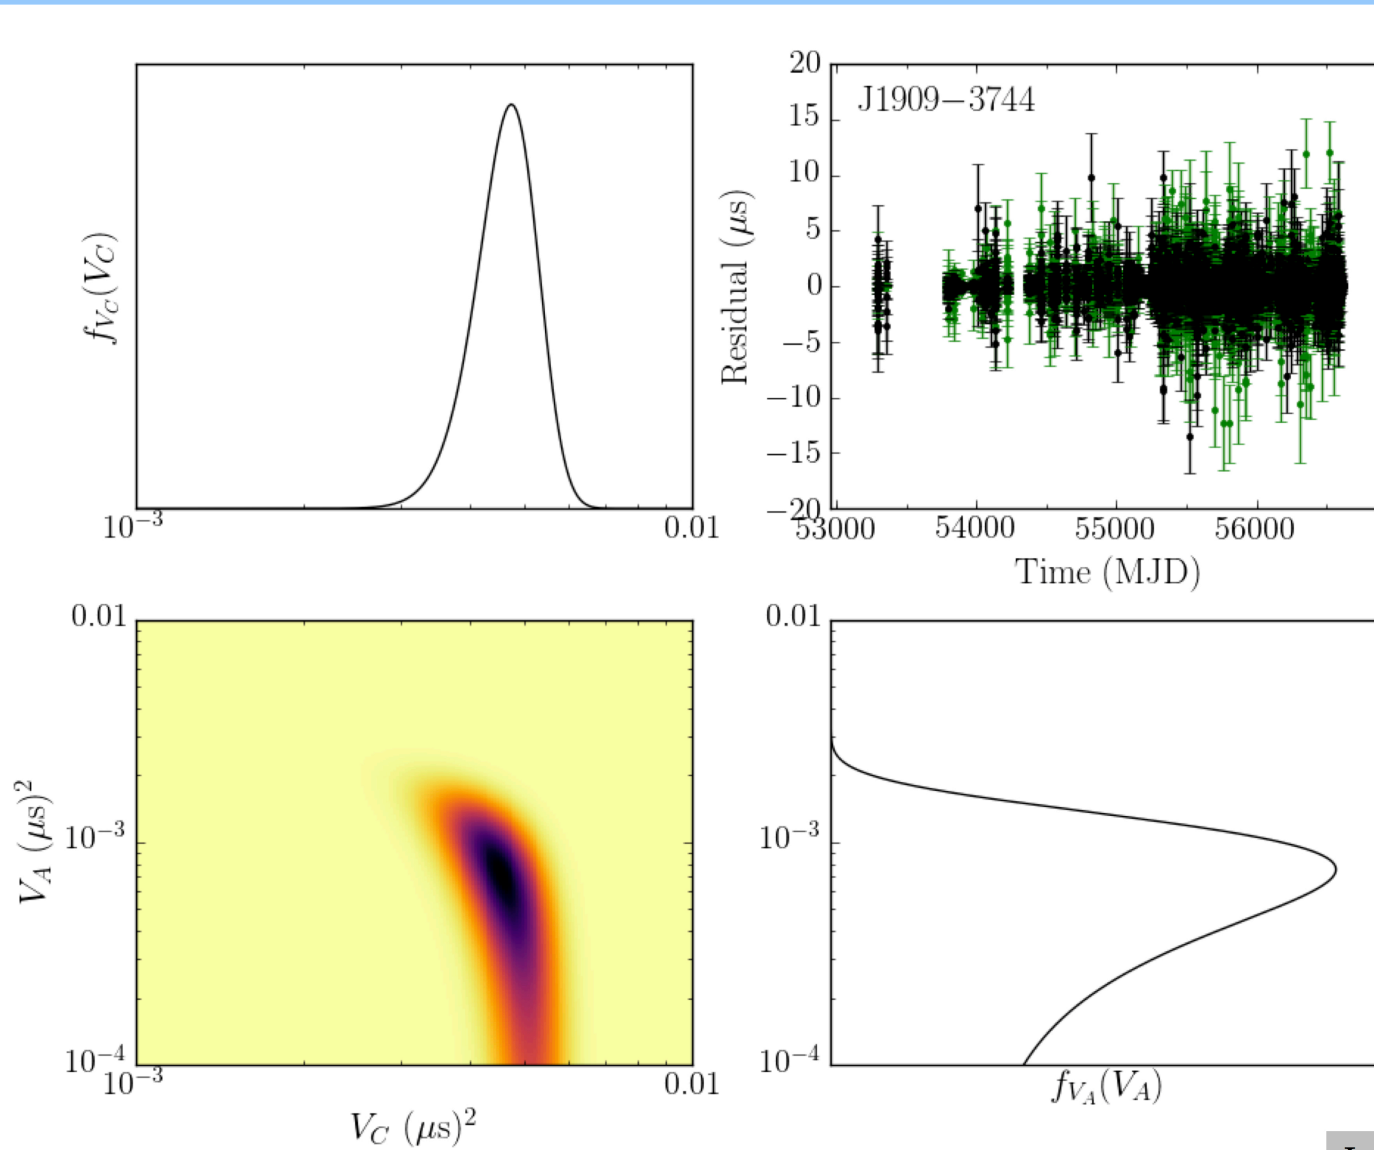 f_{V_C}(V_C)
10^{-3}
0.01
J1909−3744
20
15
10
5
0
−5
−10
−15
−20
Residual (μs)
53000 54000 55000 56000
Time (MJD)
0.01
10^{-3}
10^{-4}
V_A (μs)^2
10^{-3}
0.01
V_C (μs)^2
0.01
10^{-3}
10^{-4}
f_{V_A}(V_A)